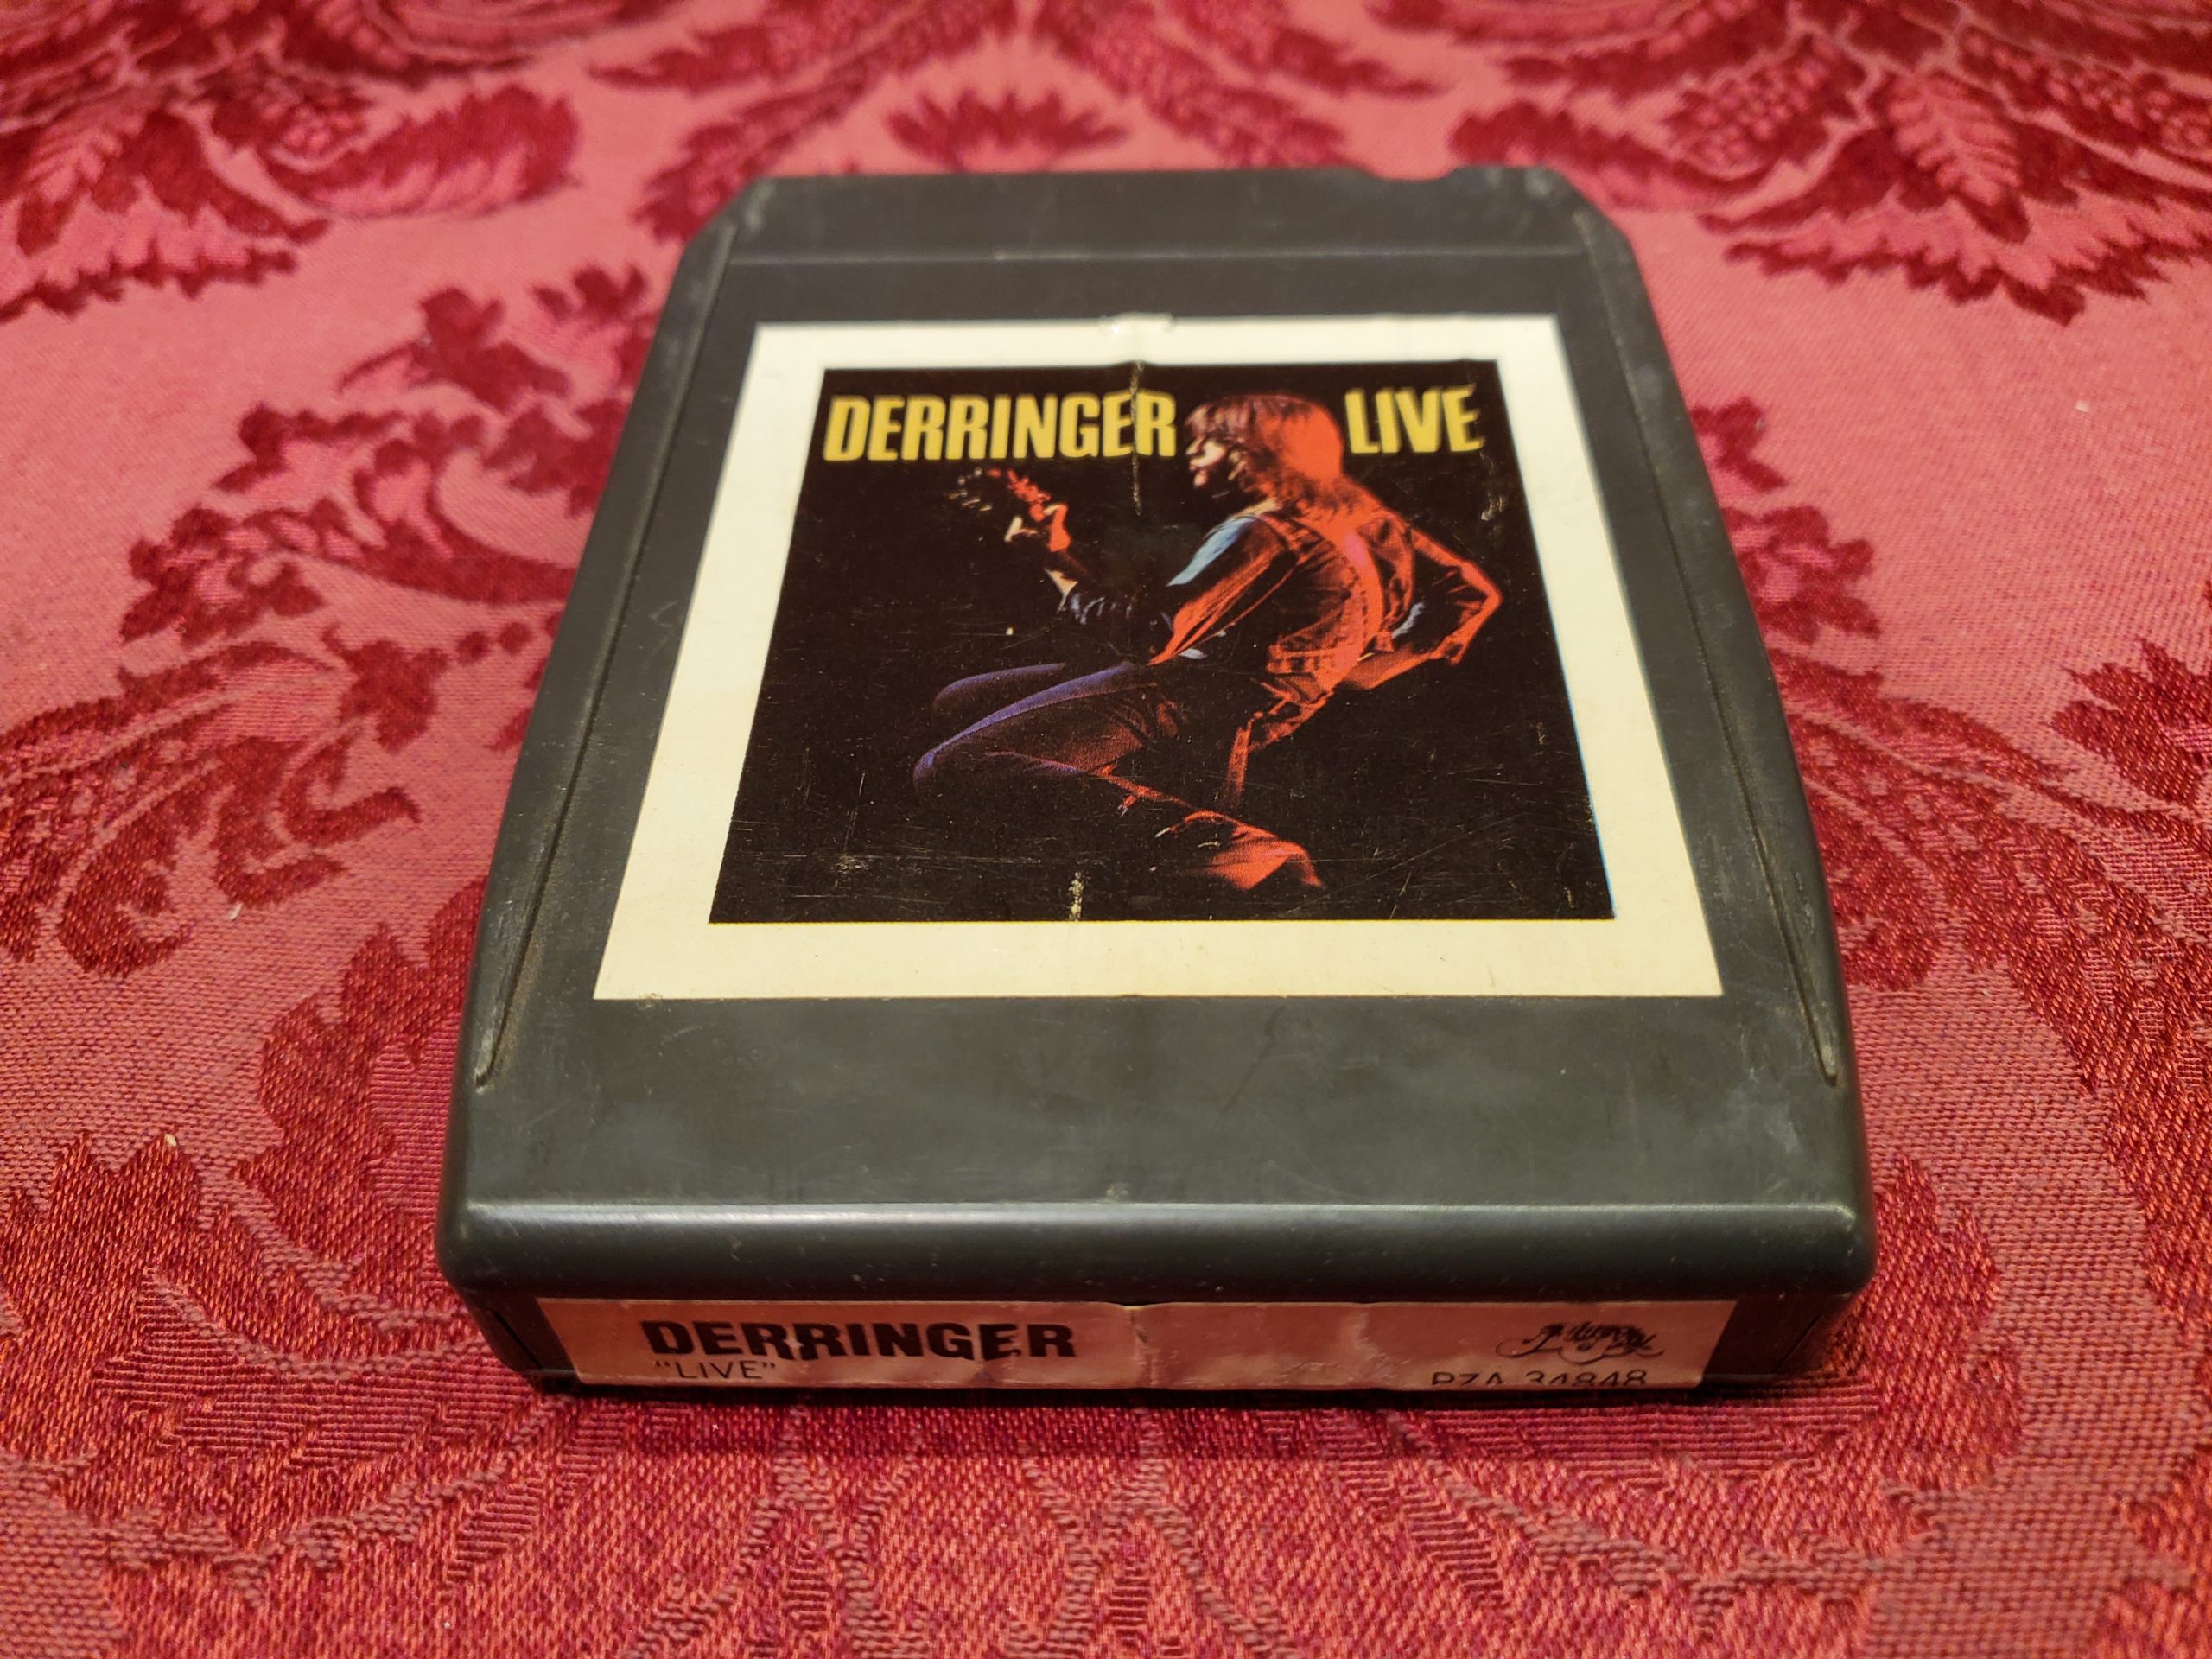 DERRINGER LIVE
DERRINGER
"LIVE"
PZA 34848